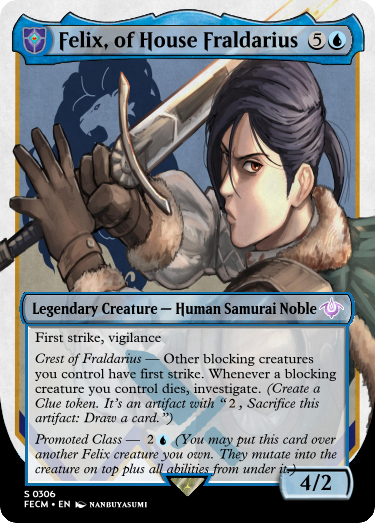 Felix, of House Fraldarius 5
Legendary Creature — Human Samurai Noble
First strike, vigilance
Crest of Fraldarius — Other blocking creatures
you control have first strike. Whenever a blocking
creature you control dies, investigate. (Create a
Clue token. It's an artifact with “2, Sacrifice this
artifact: Draw a card.”)
Promoted Class — 2 (You may put this card over
another Felix creature you own. They mutate into the
creature on top plus all abilities from under it.)
4/2
S 0306
FECM • EN NANBUYASUMI